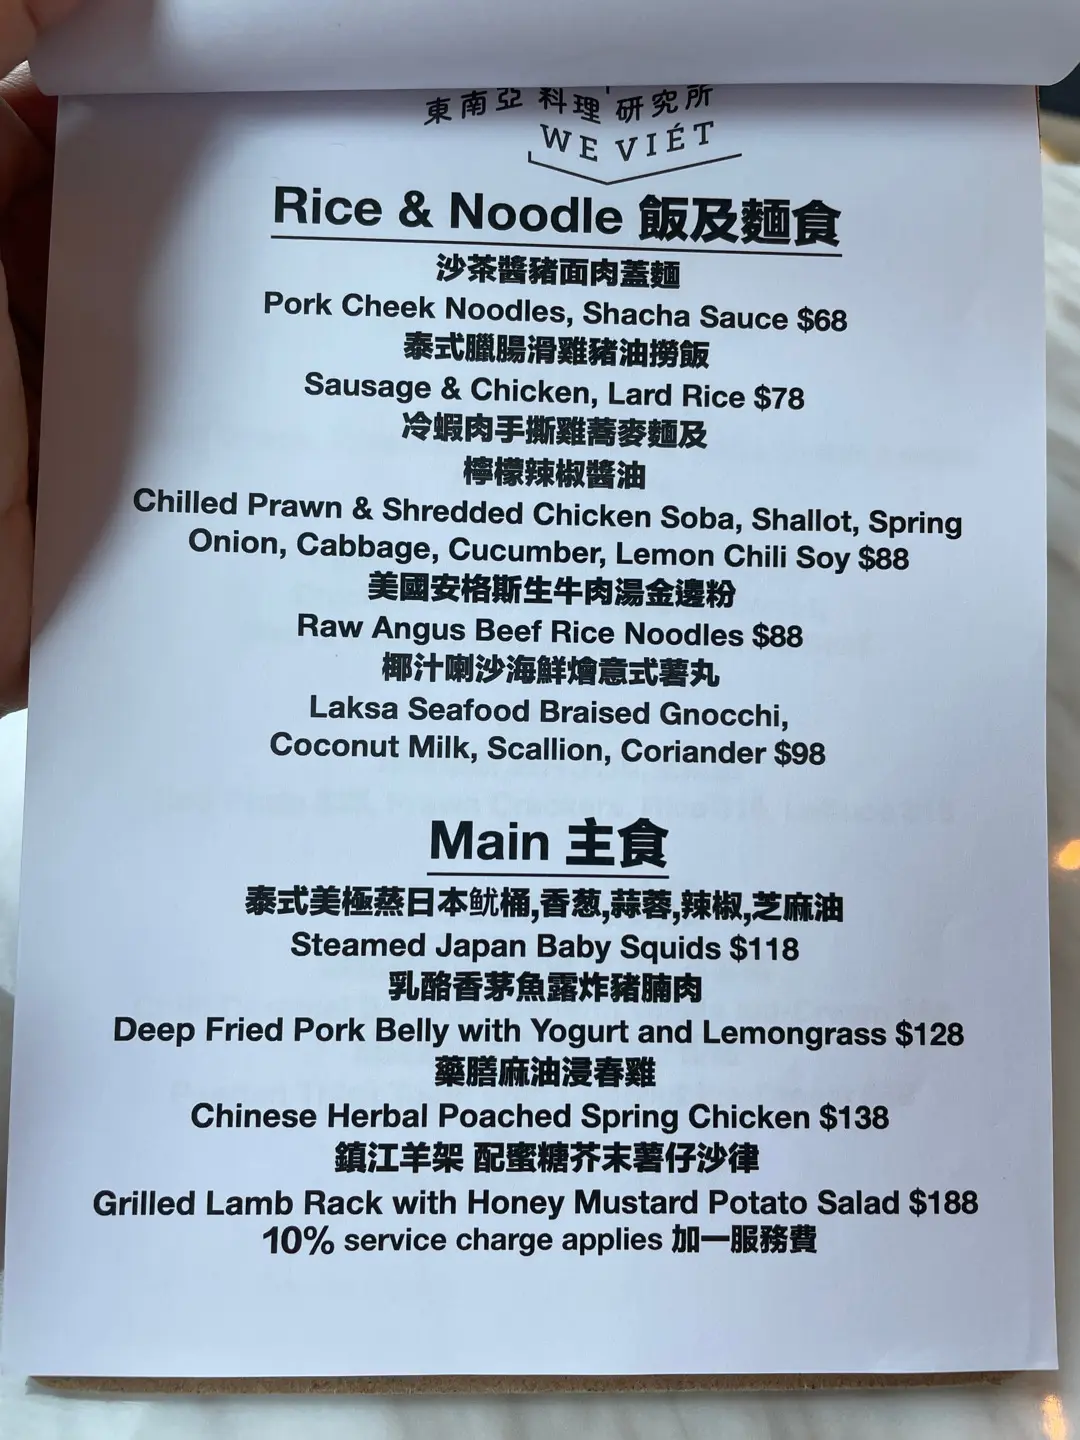 東南亞料理研究所
WE VIÉT
Rice & Noodle 飯及麵食
沙茶醬豬面肉蓋麵
Pork Cheek Noodles, Shacha Sauce $68
泰式臘腸滑雞豬油撈飯
Sausage & Chicken, Lard Rice $78
冷蝦肉手撕雞蕎麥麵及
檸檬辣椒醬油
Chilled Prawn & Shredded Chicken Soba, Shallot, Spring
Onion, Cabbage, Cucumber, Lemon Chili Soy $88
美國安格斯生牛肉湯金邊粉
Raw Angus Beef Rice Noodles $88
椰汁喇沙海鮮燴意式薯丸
Laksa Seafood Braised Gnocchi,
Coconut Milk, Scallion, Coriander $98
Main 主食
泰式美極蒸日本鱿桶,香葱,蒜蓉,辣椒,芝麻油
Steamed Japan Baby Squids $118
乳酪香茅魚露炸豬腩肉
Deep Fried Pork Belly with Yogurt and Lemongrass $128
藥膳麻油浸春雞
Chinese Herbal Poached Spring Chicken $138
鎮江羊架 配蜜糖芥末薯仔沙律
Grilled Lamb Rack with Honey Mustard Potato Salad $188
10% service charge applies 加一服務費